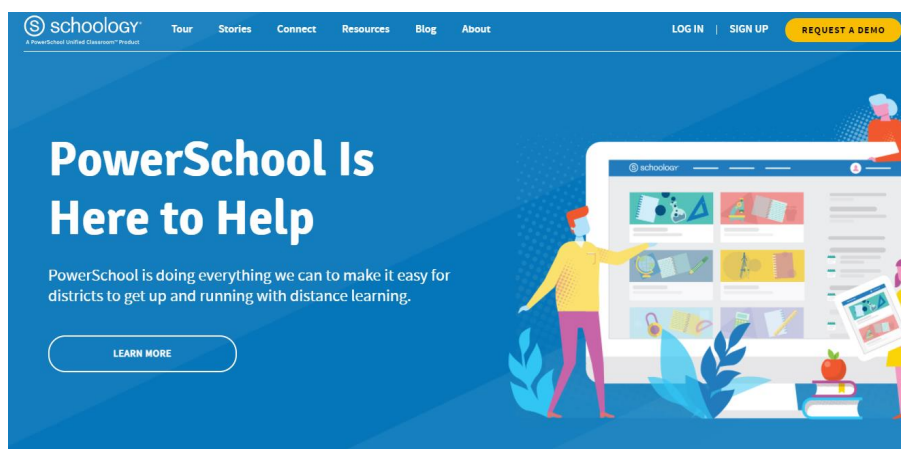 schoology
A PowerSchool Unified Classroom™ Product
Tour Stories Connect Resources Blog About
LOG IN | SIGN UP
REQUEST A DEMO
PowerSchool Is
Here to Help
PowerSchool is doing everything we can to make it easy for
districts to get up and running with distance learning.
LEARN MORE
schoology